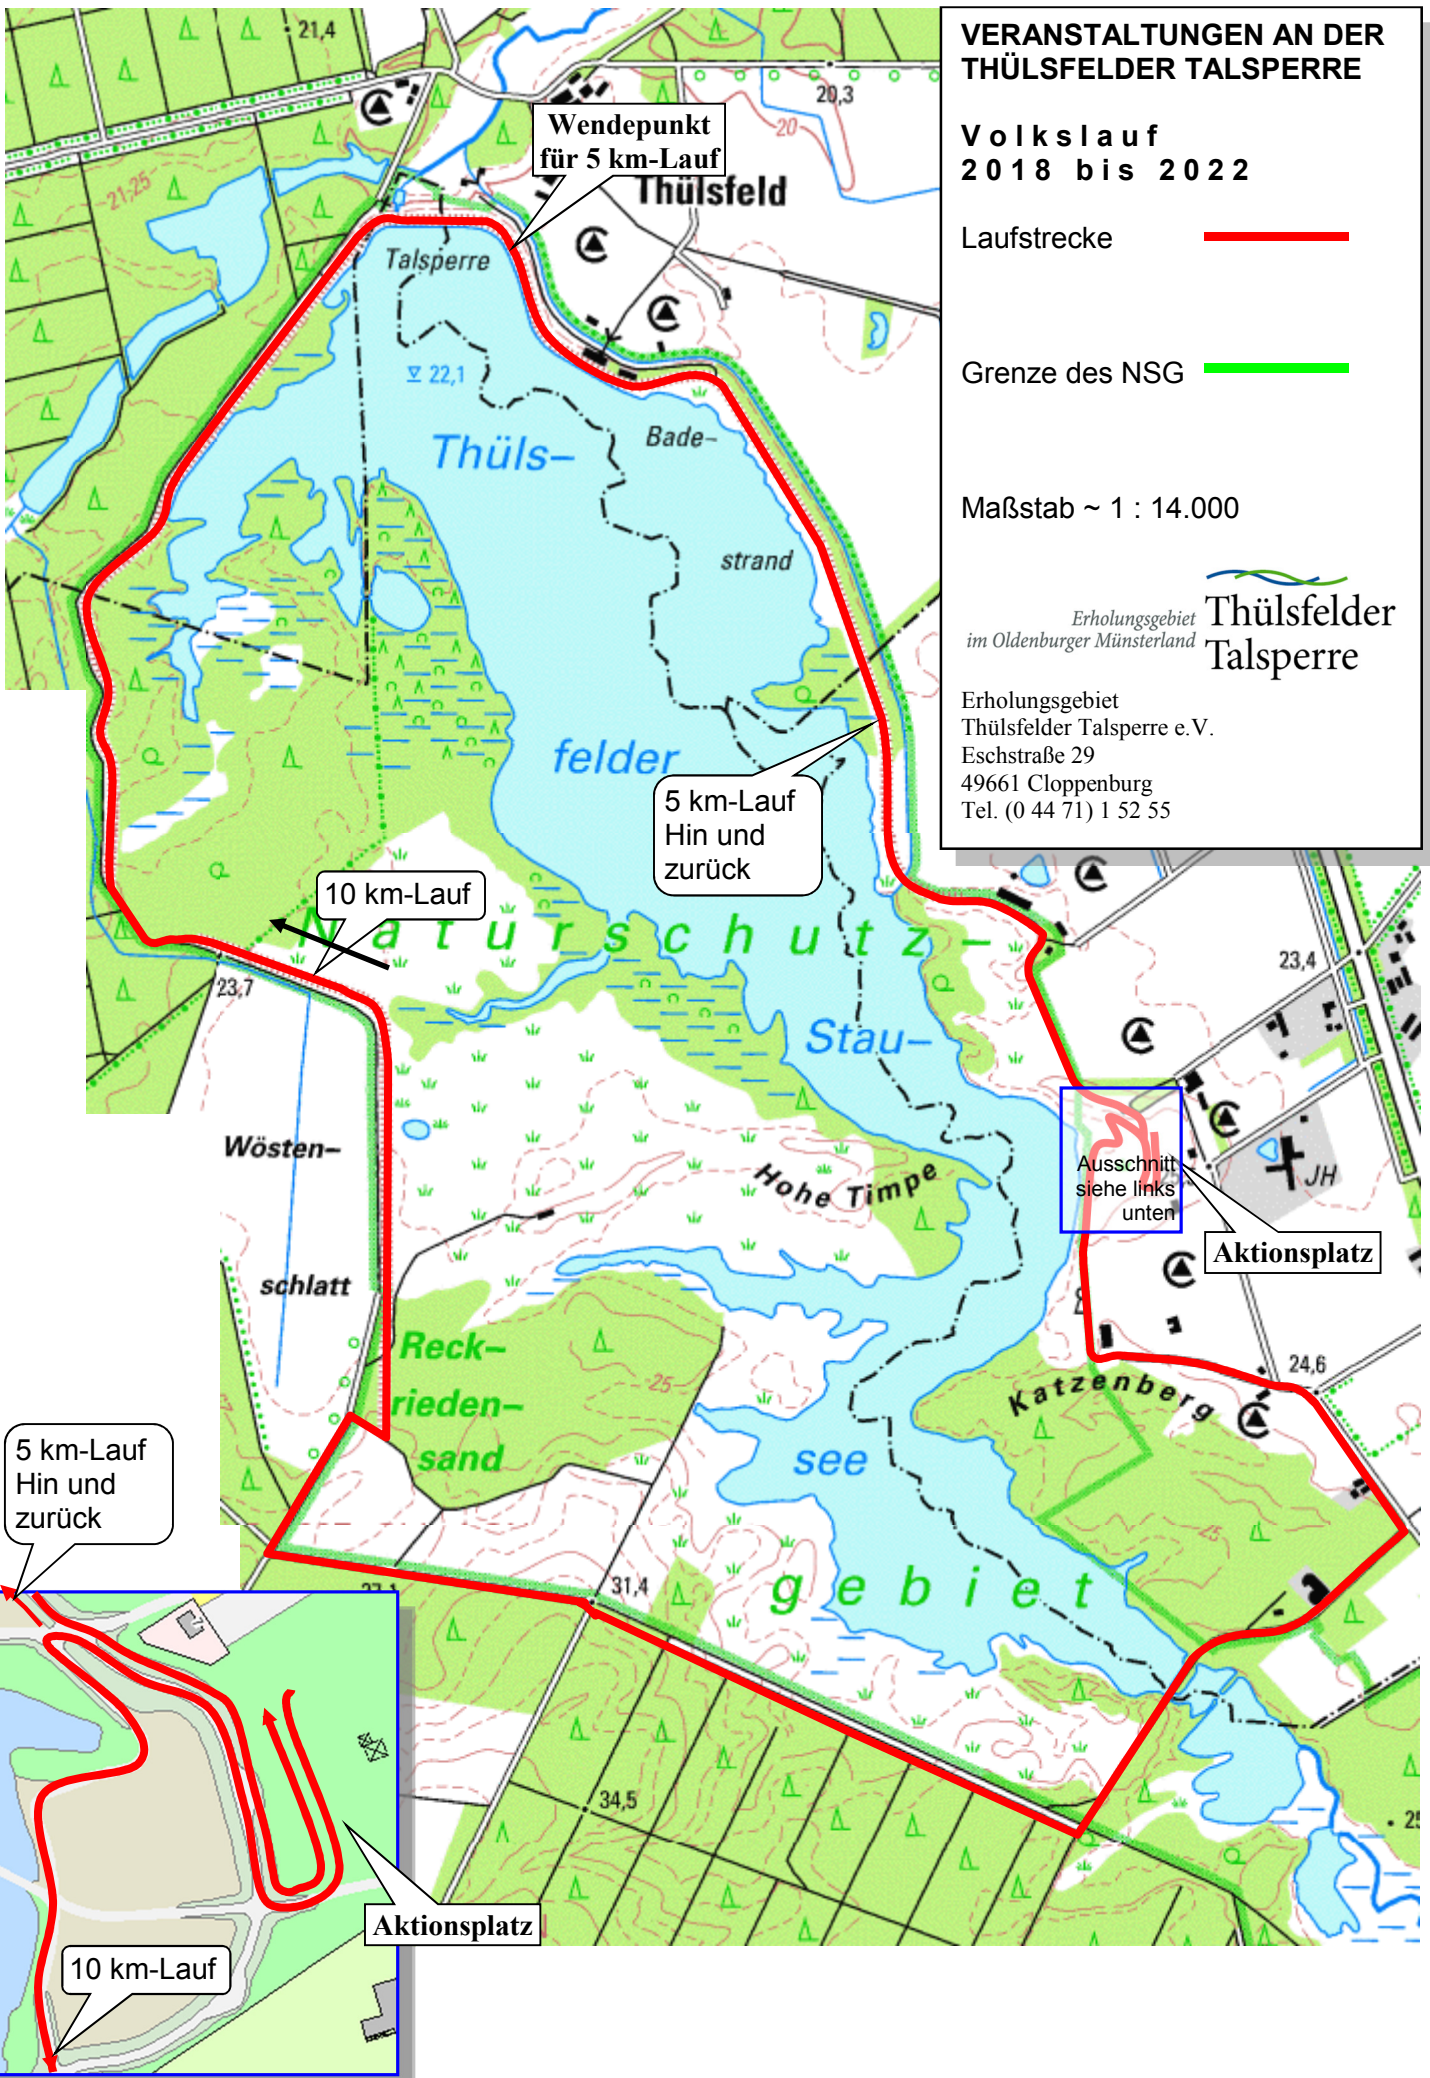 VERANSTALTUNGEN AN DER
THÜLSFELDER TALSPERRE
Volkslauf
2018 bis 2022
Laufstrecke
Grenze des NSG
Maßstab ~ 1 : 14.000
Erholungsgebiet
im Oldenburger Münsterland
Thülsfelder
Talsperre
Erholungsgebiet
Thülsfelder Talsperre e.V.
Eschstraße 29
49661 Cloppenburg
Tel. (0 44 71) 1 52 55
21,4
20,3
20
Wendepunkt
für 5 km-Lauf
Thülsfeld
21,25
Talsperre
22,1
Thüls-
Bade-
strand
felder
5 km-Lauf
Hin und
zurück
10 km-Lauf
Naturschutz-
23,7
23,4
Stau-
Wösten-
Hohe Timpe
Ausschnitt
siehe links
unten
JH
Aktionsplatz
schlatt
Reck-
rieden-
sand
25
24,6
Katzenberg
see
25
gebiet
31,4
34,5
5 km-Lauf
Hin und
zurück
Aktionsplatz
10 km-Lauf